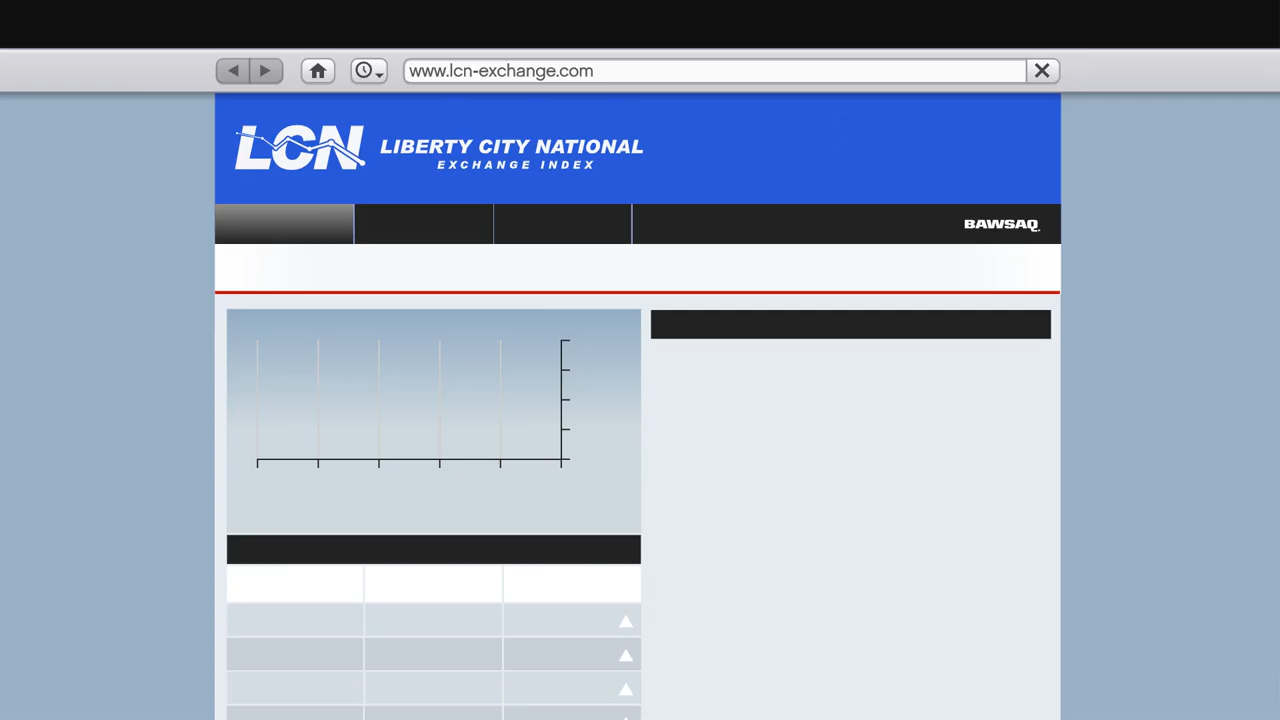 www.lcn-exchange.com
LCN
LIBERTY CITY NATIONAL
EXCHANGE INDEX
BAWSAQ